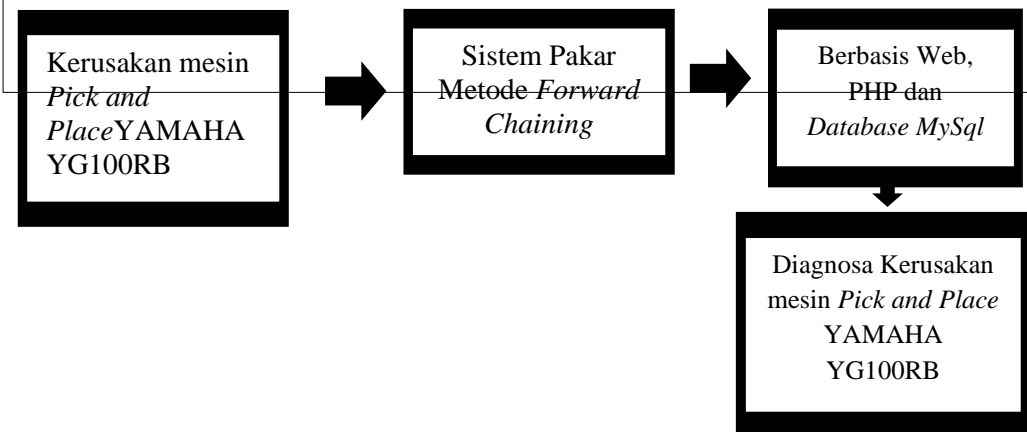 Kerusakan mesin
Pick and
PlaceYAMAHA
YG100RB
Sistem Pakar
Metode Forward
Chaining
Berbasis Web,
PHP dan
Database MySql
Diagnosa Kerusakan
mesin Pick and Place
YAMAHA
YG100RB